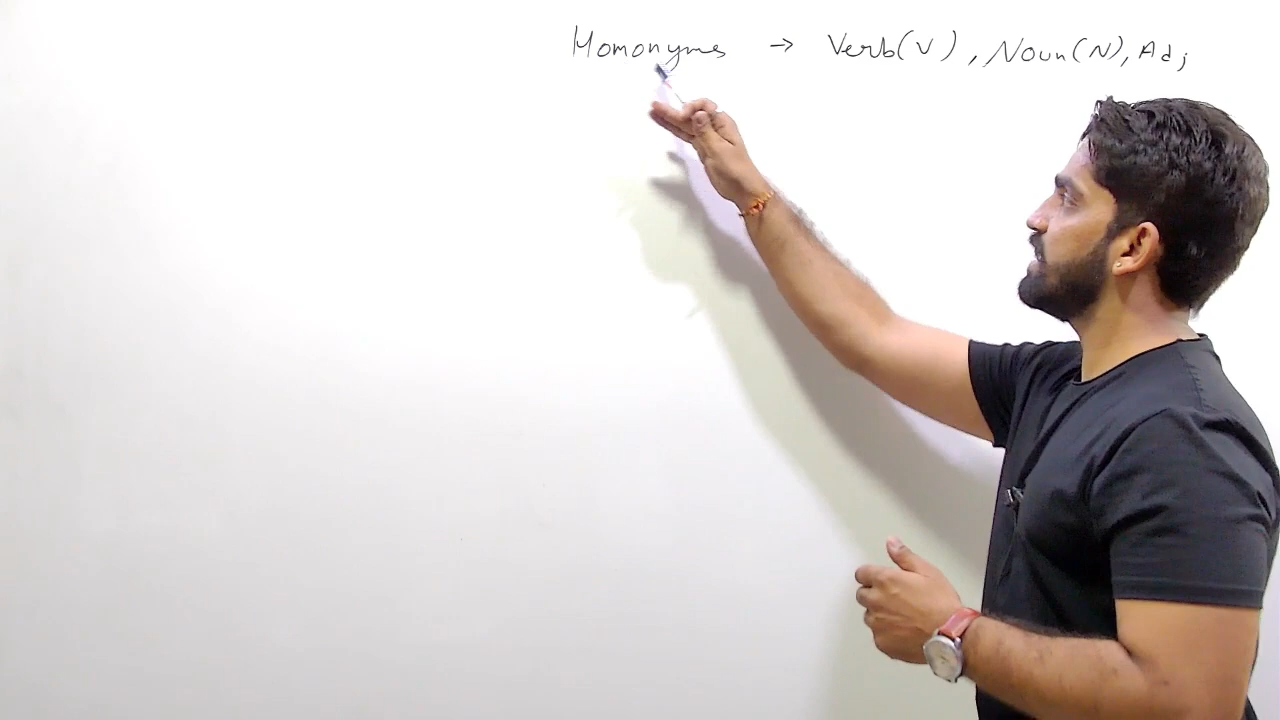 Homonyms → Verb(V), Noun(N), Adj